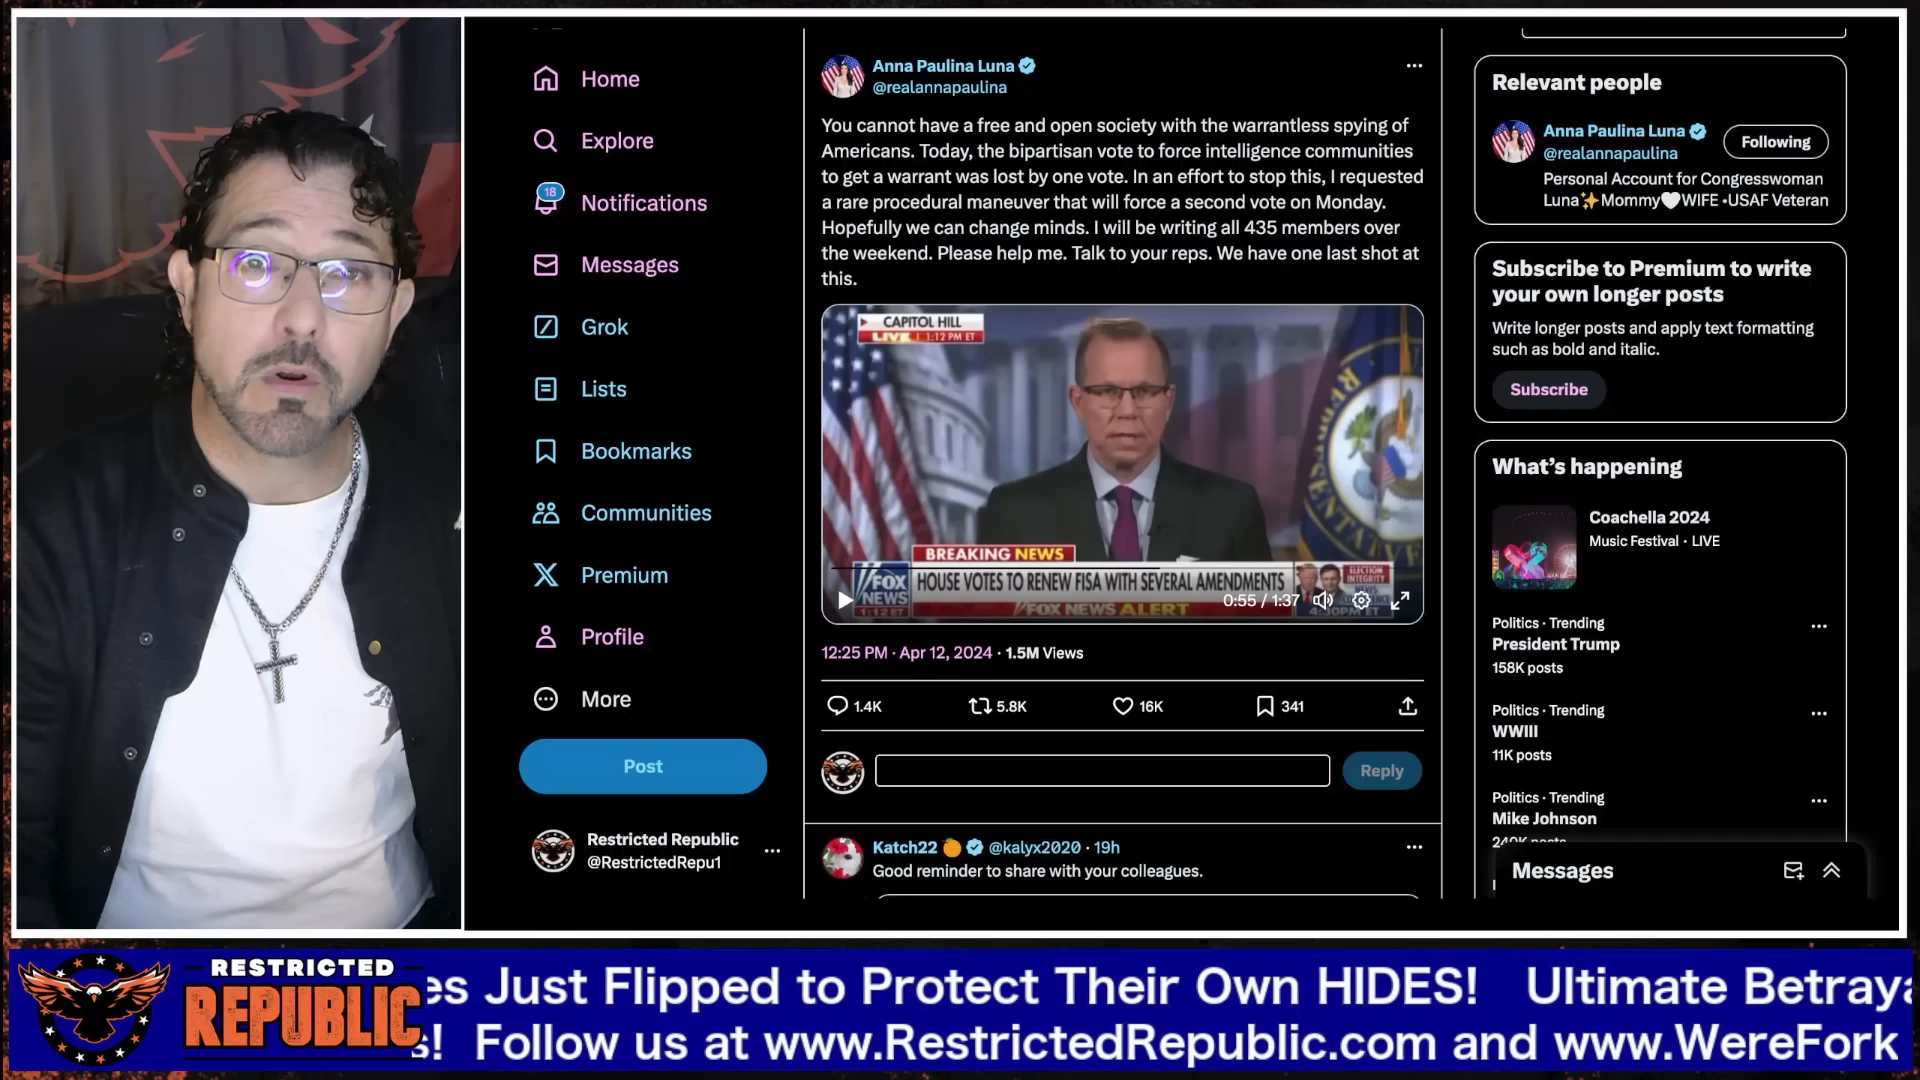 Home
Explore
18
Notifications
Messages
Grok
Lists
Bookmarks
Communities
Premium
Profile
More
Post
Restricted Republic
@RestrictedRepu1
Anna Paulina Luna
@realannapaulina
You cannot have a free and open society with the warrantless spying of
Americans. Today, the bipartisan vote to force intelligence communities
to get a warrant was lost by one vote. In an effort to stop this, I requested
a rare procedural maneuver that will force a second vote on Monday.
Hopefully we can change minds. I will be writing all 435 members over
the weekend. Please help me. Talk to your reps. We have one last shot at
this.
CAPITOL HILL
LIVE 1:12 PM ET
BREAKING NEWS
FOX NEWS
HOUSE VOTES TO RENEW FISA WITH SEVERAL AMENDMENTS
ELECTION
INTEGRITY
1:12 ET
FOX NEWS ALERT
0:55 / 1:37
12:25 PM · Apr 12, 2024 · 1.5M Views
1.4K 5.8K 16K 341
Reply
Katch22 @kalyx2020 · 19h
Good reminder to share with your colleagues.
Relevant people
Anna Paulina Luna
@realannapaulina
Following
Personal Account for Congresswoman
Luna✨Mommy🤍WIFE •USAF Veteran
Subscribe to Premium to write
your own longer posts
Write longer posts and apply text formatting
such as bold and italic.
Subscribe
What's happening
Coachella 2024
Music Festival · LIVE
Politics · Trending
President Trump
158K posts
Politics · Trending
WWIII
11K posts
Politics · Trending
Mike Johnson
Messages
RESTRICTED
REPUBLIC
es Just Flipped to Protect Their Own HIDES! Ultimate Betraya
s! Follow us at www.RestrictedRepublic.com and www.WereFork